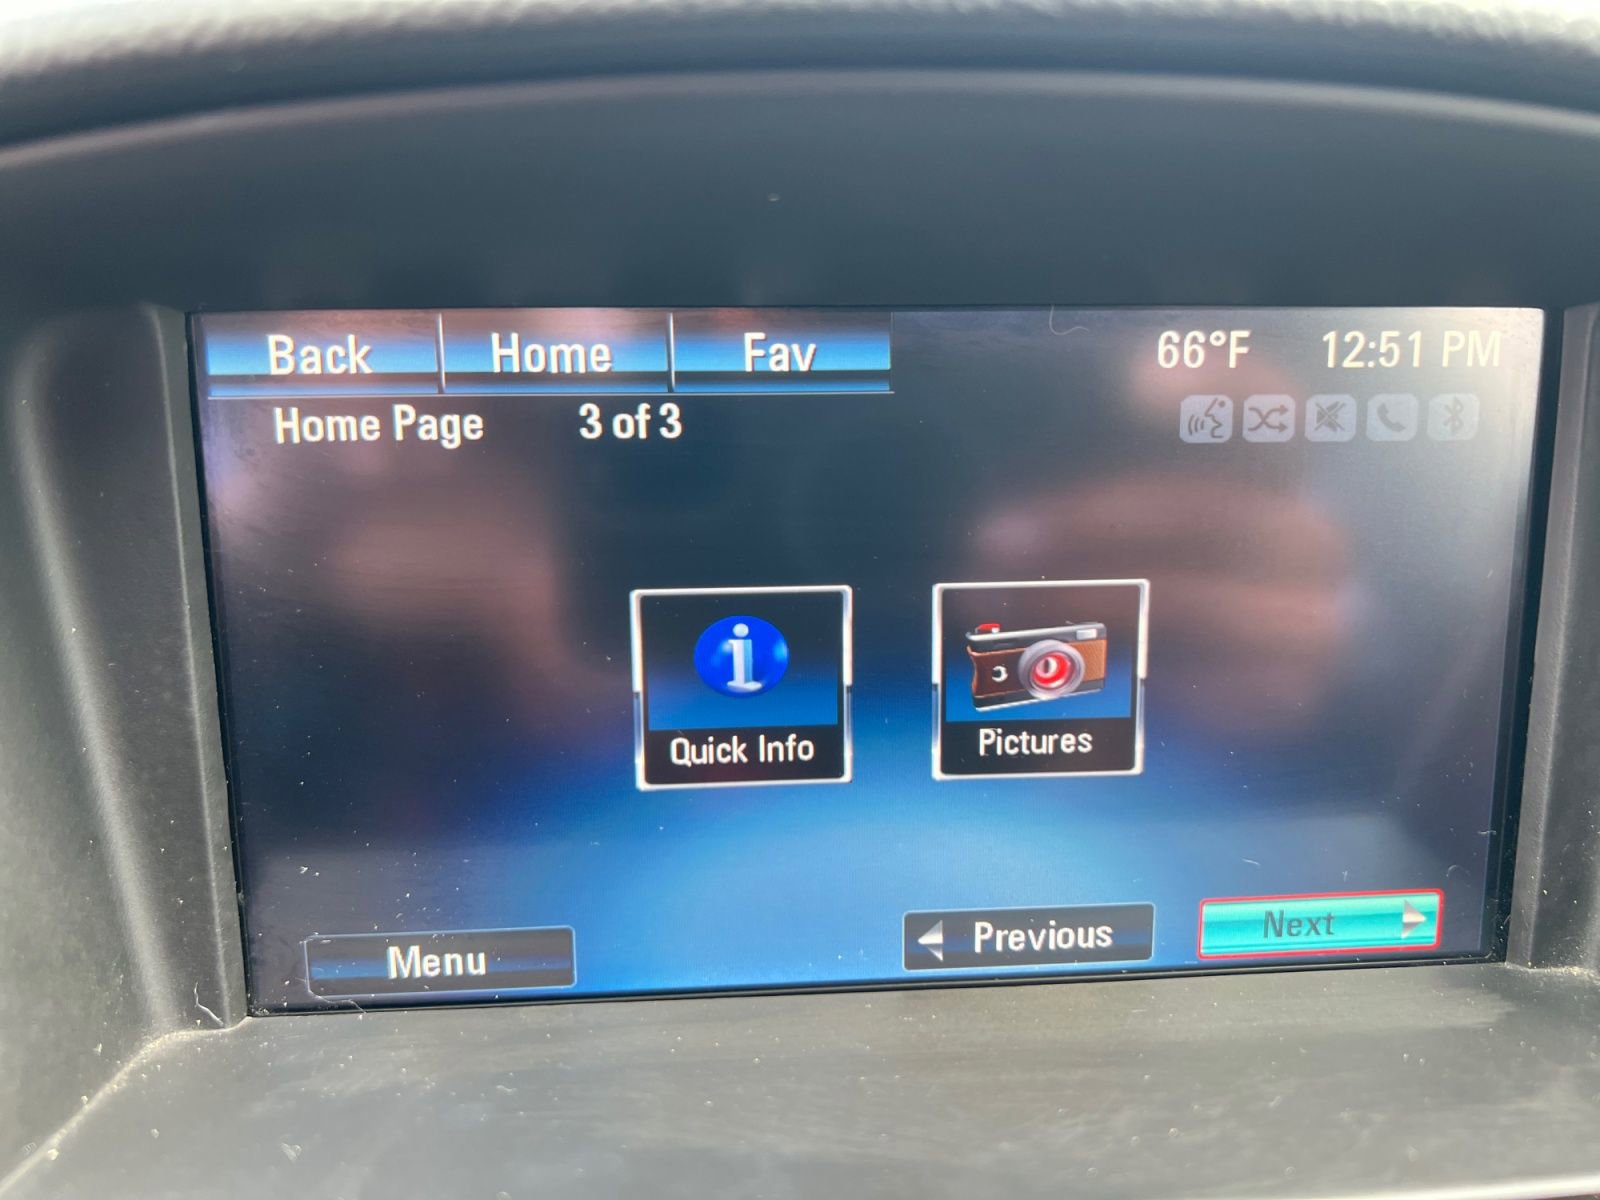 Back Home Fav 66°F 12:51 PM
Home Page 3 of 3
Quick Info
Pictures
Menu Previous Next